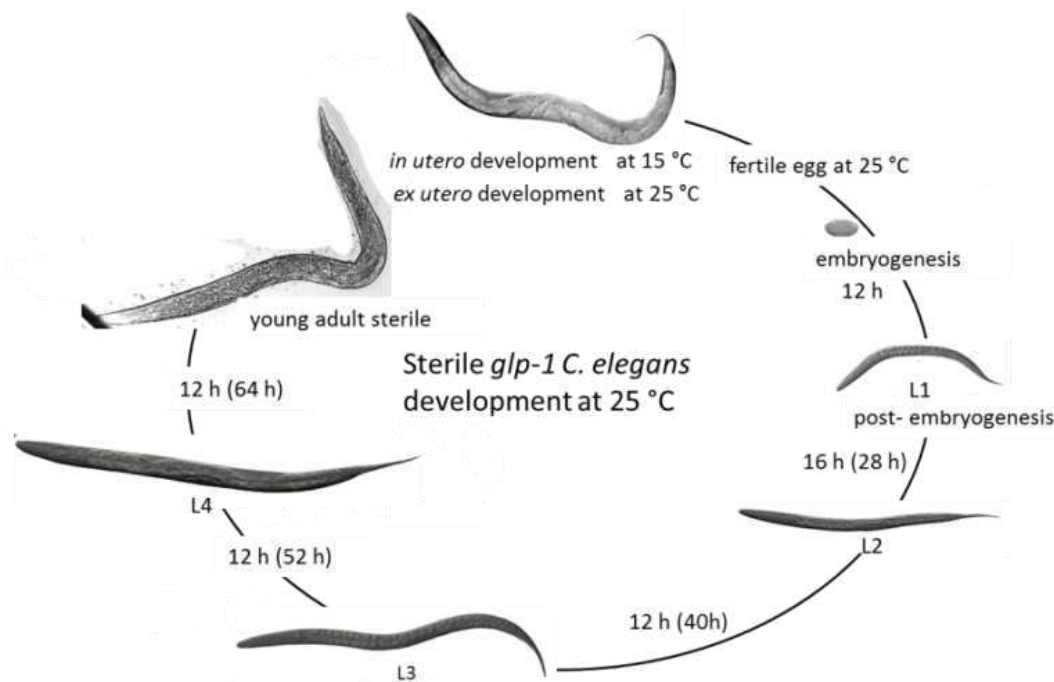 in utero development at 15 °C
ex utero development at 25 °C
fertile egg at 25 °C
embryogenesis
12 h
L1
post- embryogenesis
16 h (28 h)
L2
12 h (40h)
L3
12 h (52 h)
L4
12 h (64 h)
young adult sterile
Sterile glp-1 C. elegans
development at 25 °C